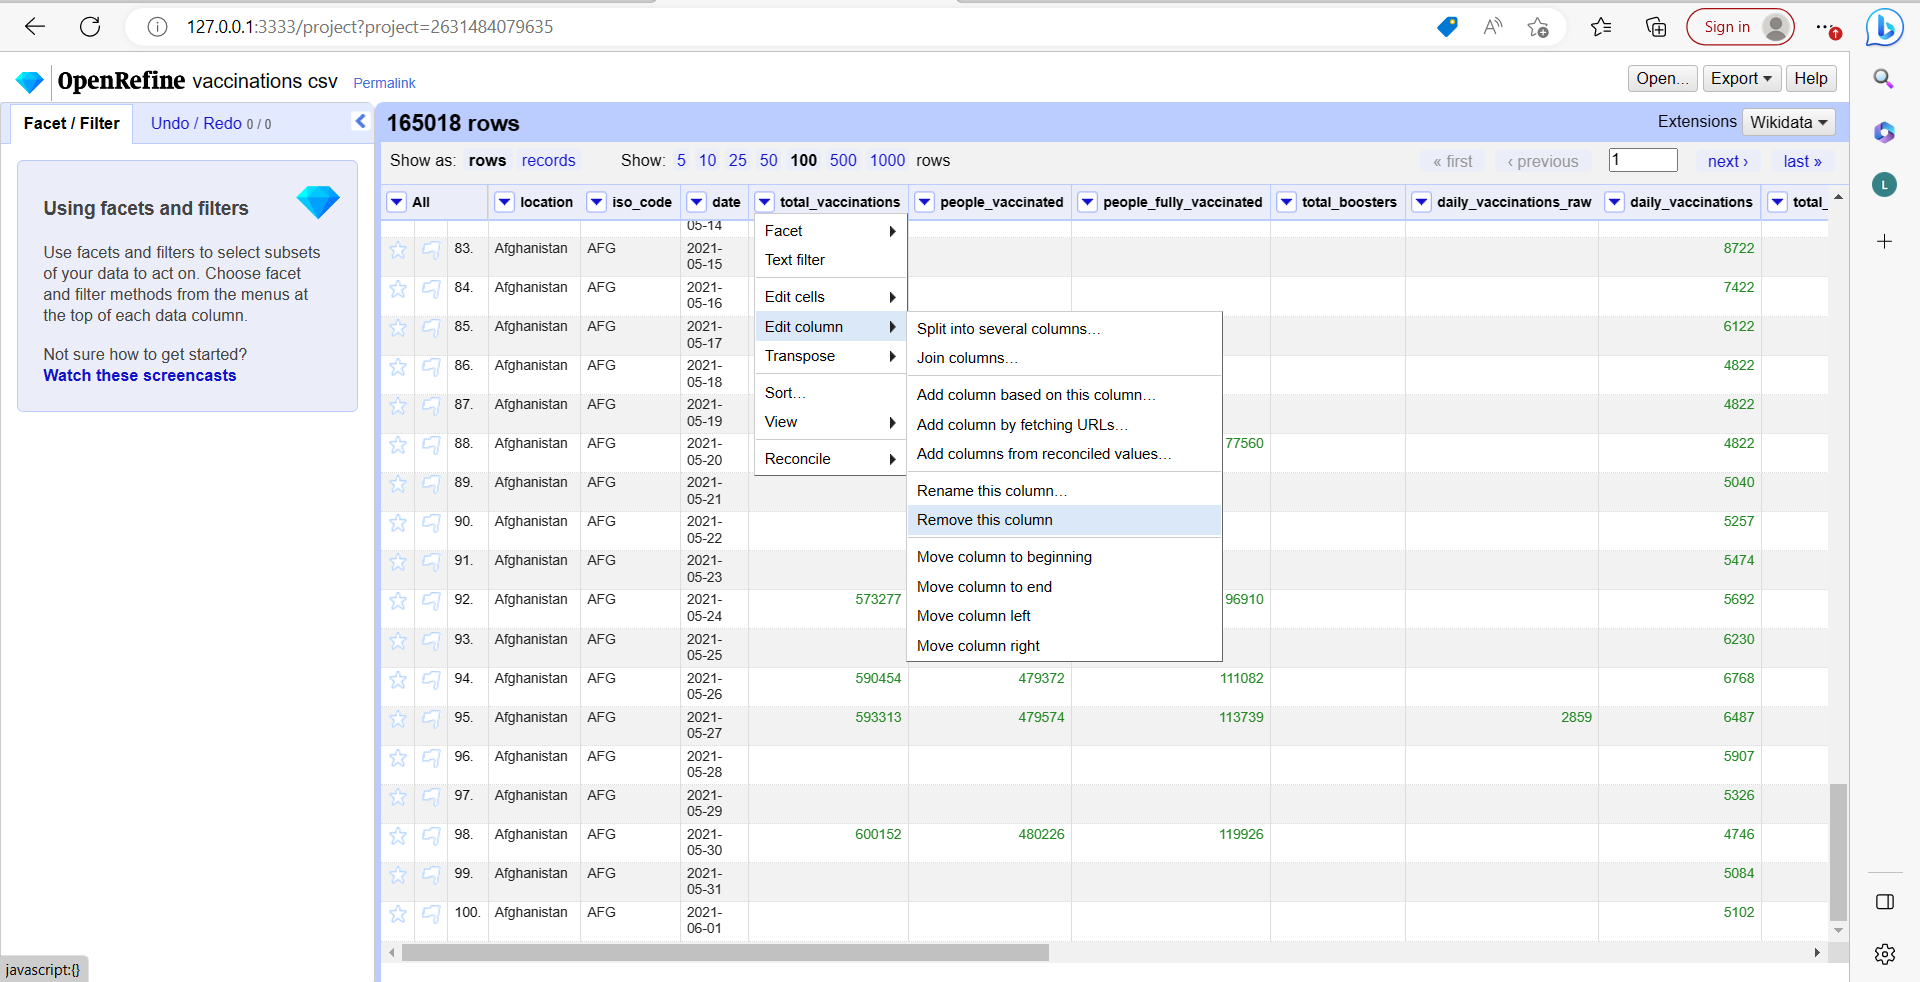 127.0.0.1:3333/project?project=2631484079635
Sign in
OpenRefine vaccinations csv Permalink
Open... Export Help
Facet / Filter Undo / Redo 0 / 0
165018 rows
Extensions Wikidata
Show as: rows records Show: 5 10 25 50 100 500 1000 rows
« first ‹ previous 1 next › last »
Using facets and filters
Use facets and filters to select subsets
of your data to act on. Choose facet
and filter methods from the menus at
the top of each data column.
Not sure how to get started?
Watch these screencasts
All location iso_code date total_vaccinations people_vaccinated people_fully_vaccinated total_boosters daily_vaccinations_raw daily_vaccinations total_
05-14
83. Afghanistan AFG 2021-
05-15
8722
84. Afghanistan AFG 2021-
05-16
7422
85. Afghanistan AFG 2021-
05-17
6122
86. Afghanistan AFG 2021-
05-18
4822
87. Afghanistan AFG 2021-
05-19
4822
88. Afghanistan AFG 2021-
05-20
77560 4822
89. Afghanistan AFG 2021-
05-21
5040
90. Afghanistan AFG 2021-
05-22
5257
91. Afghanistan AFG 2021-
05-23
5474
92. Afghanistan AFG 2021-
05-24
573277 96910 5692
93. Afghanistan AFG 2021-
05-25
6230
94. Afghanistan AFG 2021-
05-26
590454 479372 111082 6768
95. Afghanistan AFG 2021-
05-27
593313 479574 113739 2859 6487
96. Afghanistan AFG 2021-
05-28
5907
97. Afghanistan AFG 2021-
05-29
5326
98. Afghanistan AFG 2021-
05-30
600152 480226 119926 4746
99. Afghanistan AFG 2021-
05-31
5084
100. Afghanistan AFG 2021-
06-01
5102
Facet
Text filter
Edit cells
Edit column
Transpose
Sort…
View
Reconcile
Split into several columns…
Join columns…
Add column based on this column…
Add column by fetching URLs…
Add columns from reconciled values…
Rename this column…
Remove this column
Move column to beginning
Move column to end
Move column left
Move column right
L
javascript:{}